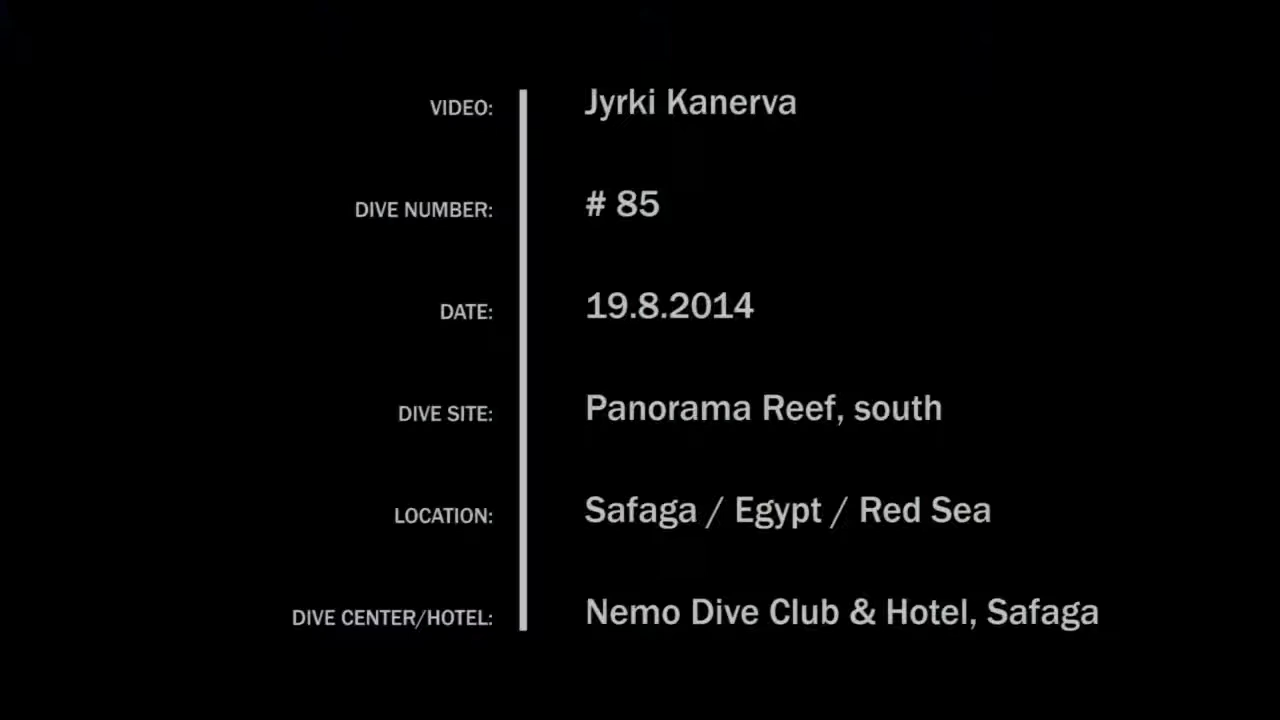 VIDEO: Jyrki Kanerva
DIVE NUMBER: # 85
DATE: 19.8.2014
DIVE SITE: Panorama Reef, south
LOCATION: Safaga / Egypt / Red Sea
DIVE CENTER/HOTEL: Nemo Dive Club & Hotel, Safaga